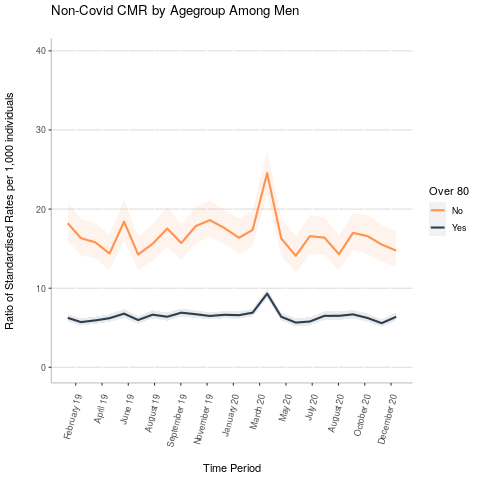 Non-Covid CMR by Agegroup Among Men
Ratio of Standardised Rates per 1,000 individuals
40
30
20
10
0
February 19
April 19
June 19
August 19
September 19
November 19
January 20
March 20
May 20
July 20
August 20
October 20
December 20
Time Period
Over 80
No
Yes